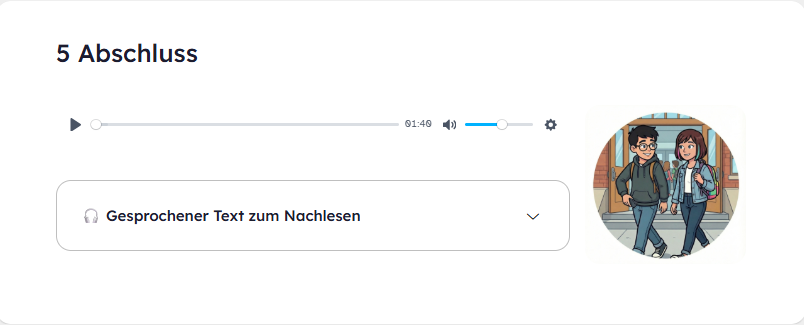 5 Abschluss
01:40
Gesprochener Text zum Nachlesen